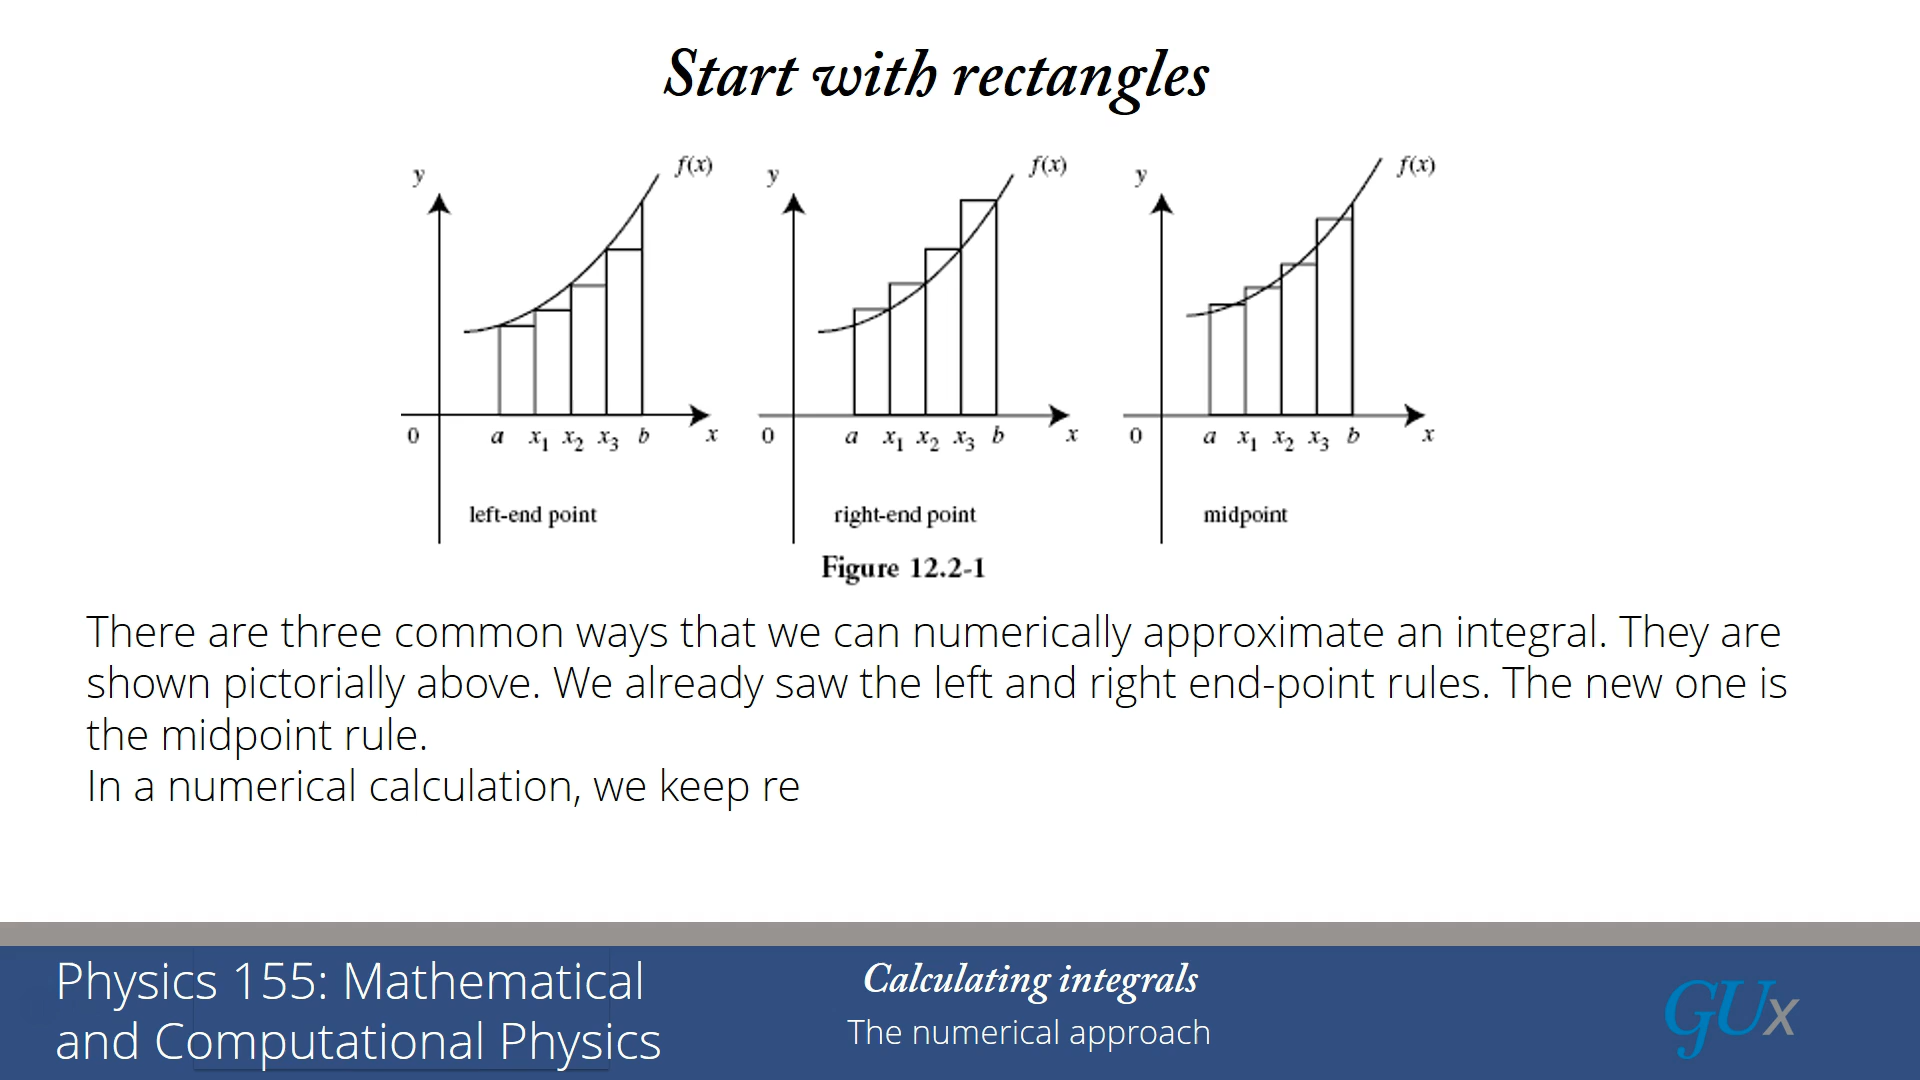 Start with rectangles
y f(x) y f(x) y f(x)
0 a x₁ x₂ x₃ b x 0 a x₁ x₂ x₃ b x 0 a x₁ x₂ x₃ b x
left-end point right-end point midpoint
Figure 12.2-1
There are three common ways that we can numerically approximate an integral. They are
shown pictorially above. We already saw the left and right end-point rules. The new one is
the midpoint rule.
In a numerical calculation, we keep re
Physics 155: Mathematical
and Computational Physics
Calculating integrals
The numerical approach
GUx